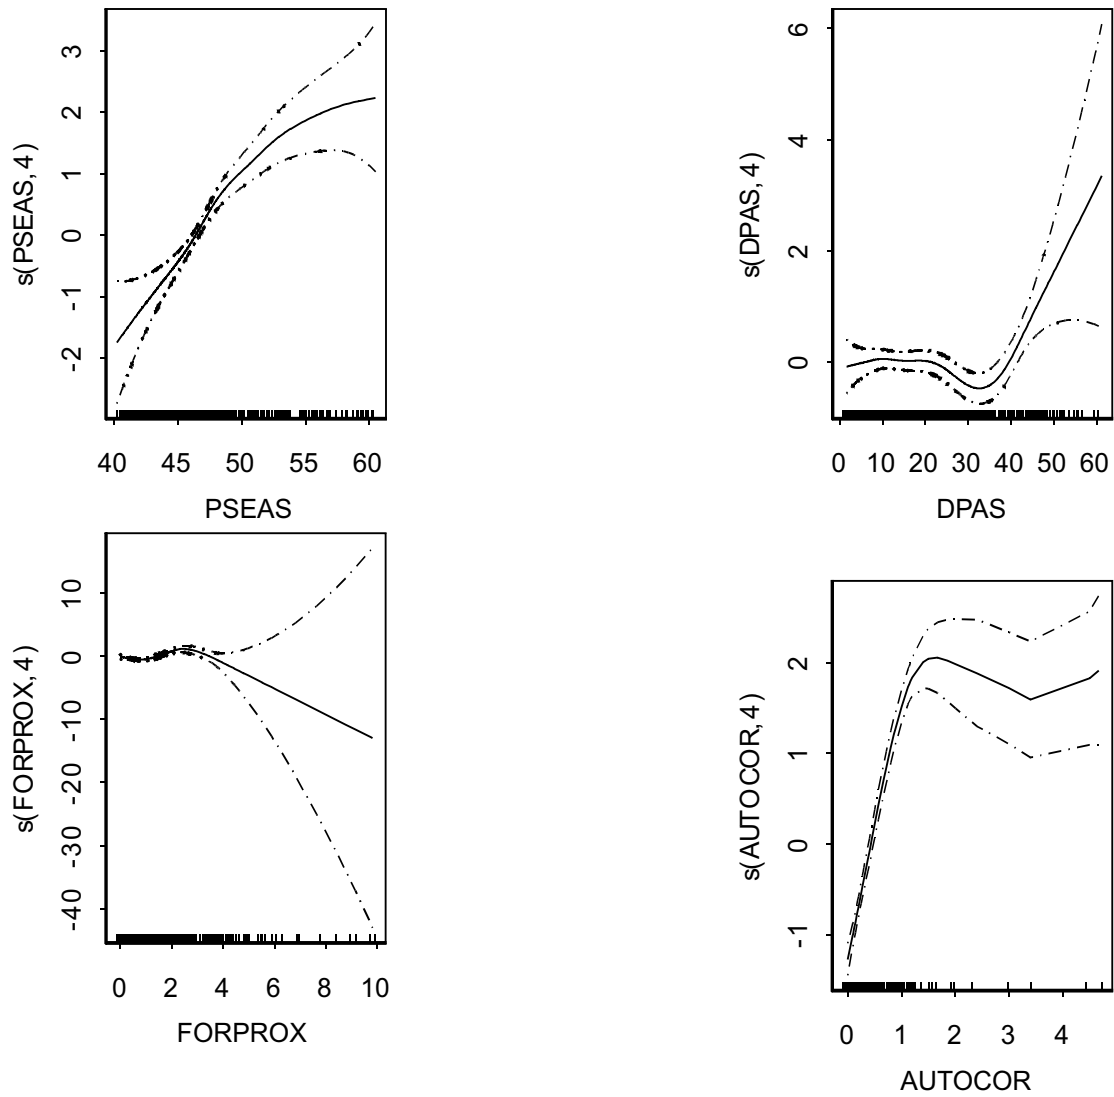 3
2
1
0
-1
-2
s(PSEAS, 4)
40 45 50 55 60
PSEAS
6
4
2
0
s(DPAS, 4)
0 10 20 30 40 50 60
DPAS
10
0
-10
-20
-30
-40
s(FORPROX, 4)
0 2 4 6 8 10
FORPROX
2
1
0
-1
s(AUTOCOR, 4)
0 1 2 3 4
AUTOCOR